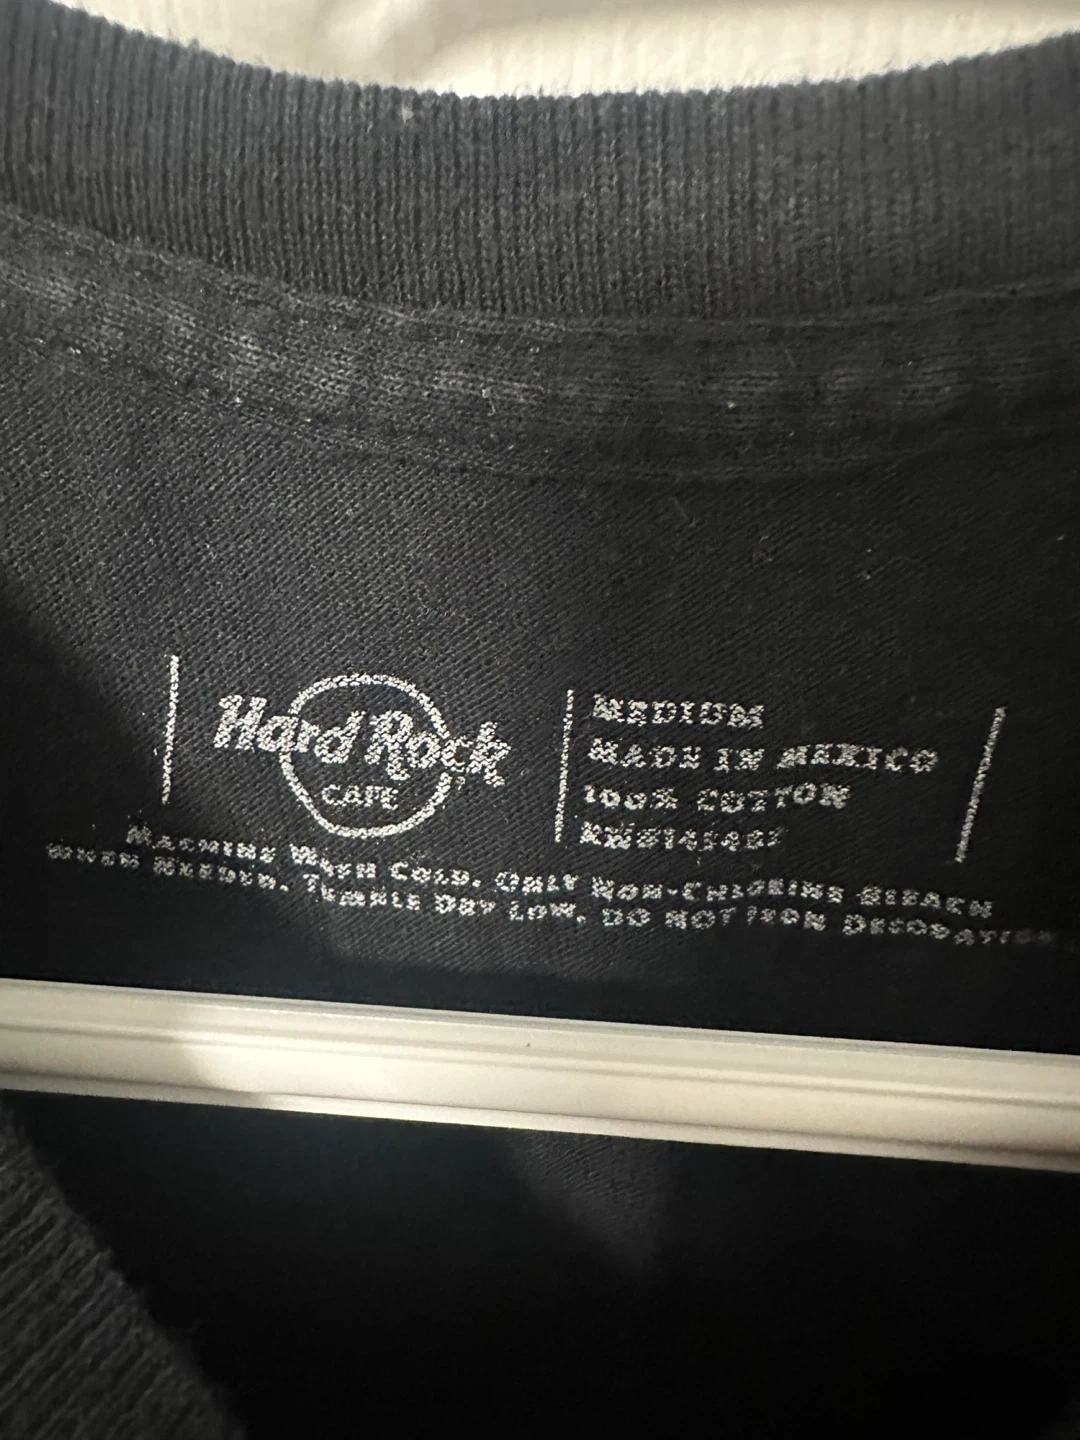 Hard Rock
CAFE
MEDIUM
MADE IN MEXICO
100% COTTON
MACHINE WASH COLD. ONLY NON-CHLORINE BLEACH
WHEN NEEDED. TUMBLE DRY LOW. DO NOT IRON DECORATION